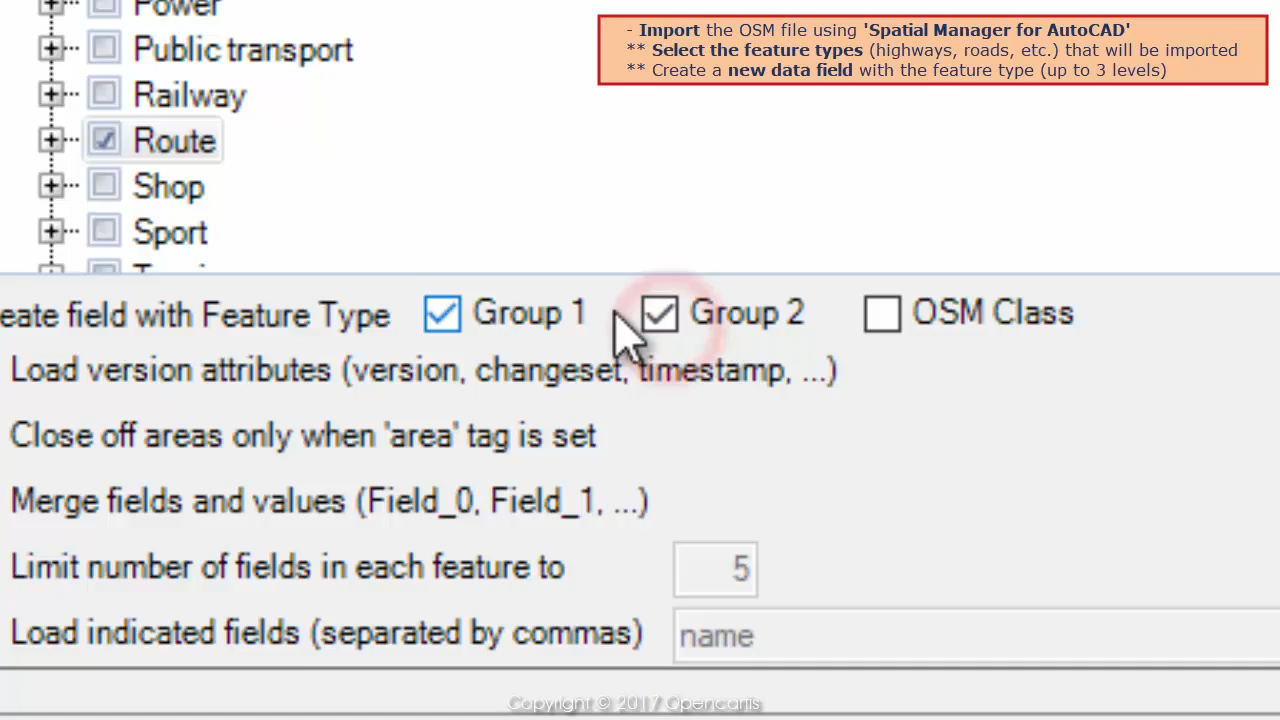 Power
- Import the OSM file using 'Spatial Manager for AutoCAD'
** Select the feature types (highways, roads, etc.) that will be imported
** Create a new data field with the feature type (up to 3 levels)
Public transport
Railway
Route
Shop
Sport
eate field with Feature Type Group 1 Group 2 OSM Class
Load version attributes (version, changeset, timestamp, ...)
Close off areas only when 'area' tag is set
Merge fields and values (Field_0, Field_1, ...)
Limit number of fields in each feature to 5
Load indicated fields (separated by commas) name
Copyright © 2017 Opencartis